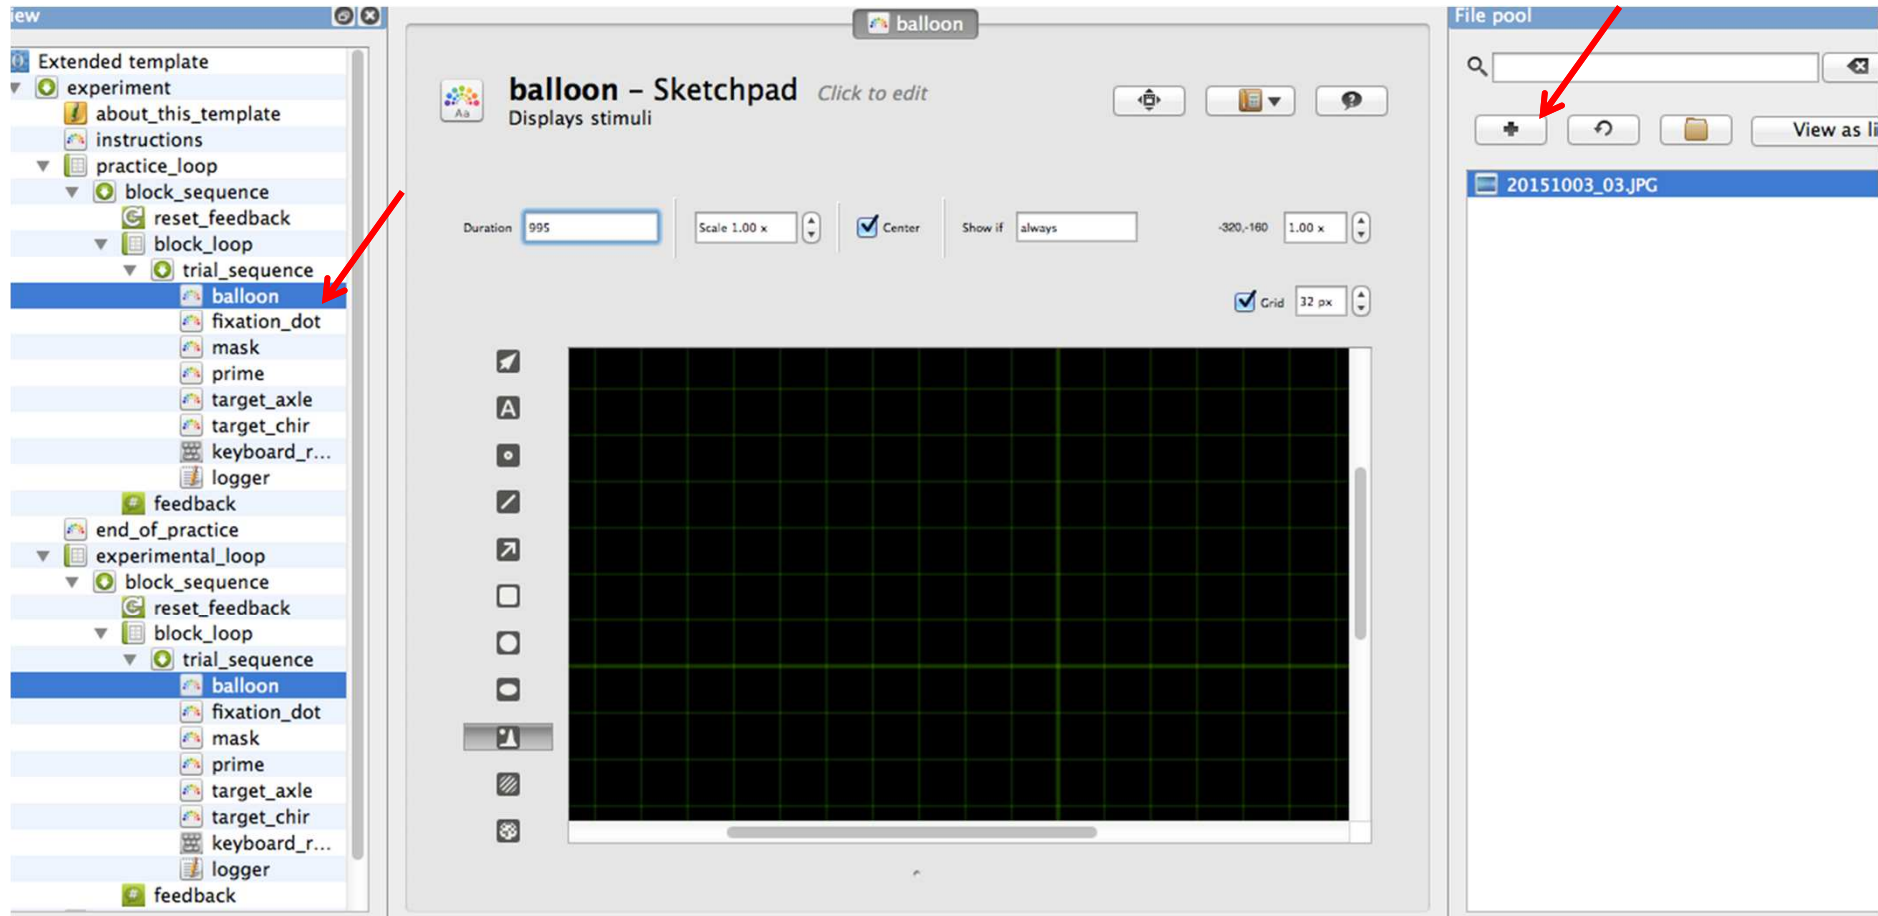 iew
Extended template
experiment
about_this_template
instructions
practice_loop
block_sequence
reset_feedback
block_loop
trial_sequence
balloon
fixation_dot
mask
prime
target_axle
target_chir
keyboard_r...
logger
feedback
end_of_practice
experimental_loop
block_sequence
reset_feedback
block_loop
trial_sequence
balloon
fixation_dot
mask
prime
target_axle
target_chir
keyboard_r...
logger
feedback
balloon
balloon – Sketchpad Click to edit
Displays stimuli
Aa
Duration 995 Scale 1.00 x Center Show if always -320,-160 1.00 x
Grid 32 px
A
File pool
View as li
20151003_03.JPG